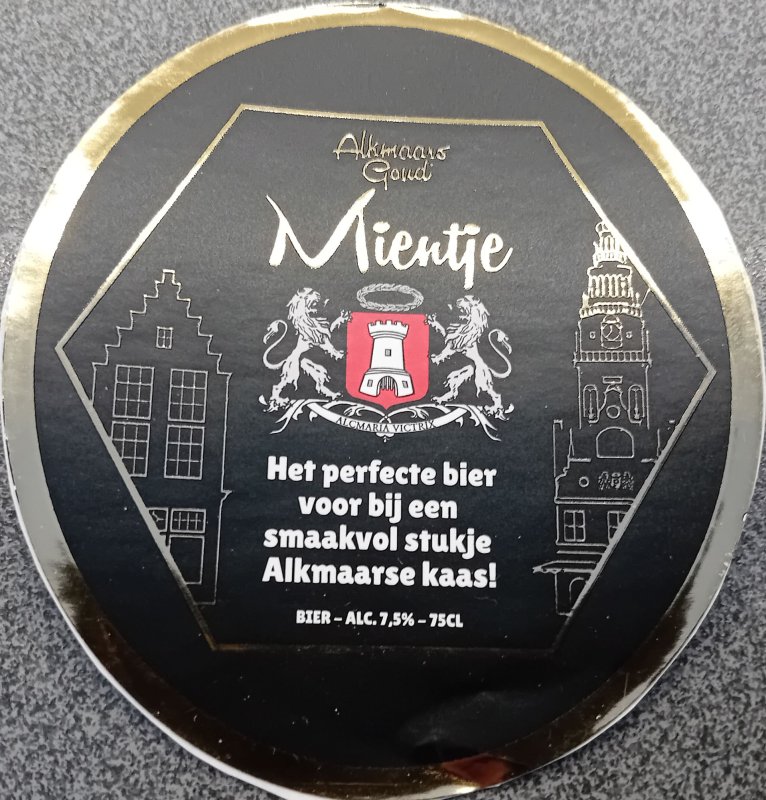 Alkmaars
Goud
Mientje
ALCMARIA VICTRIX
Het perfecte bier
voor bij een
smaakvol stukje
Alkmaarse kaas!
BIER – ALC. 7,5% – 75CL